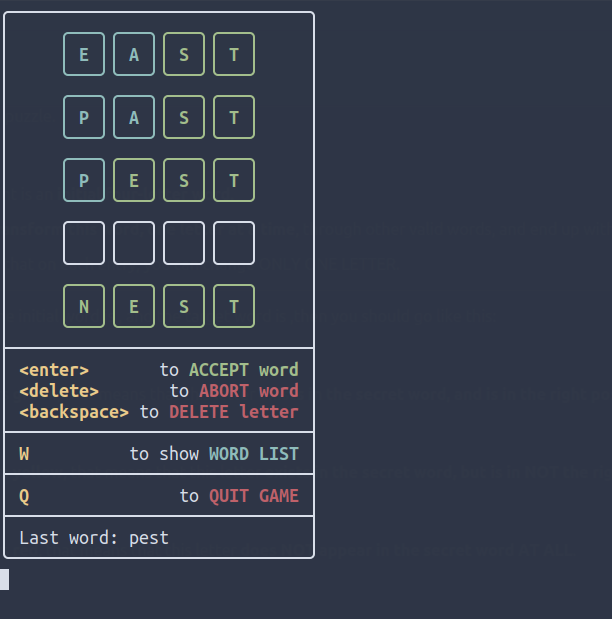 E A S T
P A S T
P E S T
N E S T
<enter> to ACCEPT word
<delete> to ABORT word
<backspace> to DELETE letter
W to show WORD LIST
Q to QUIT GAME
Last word: pest